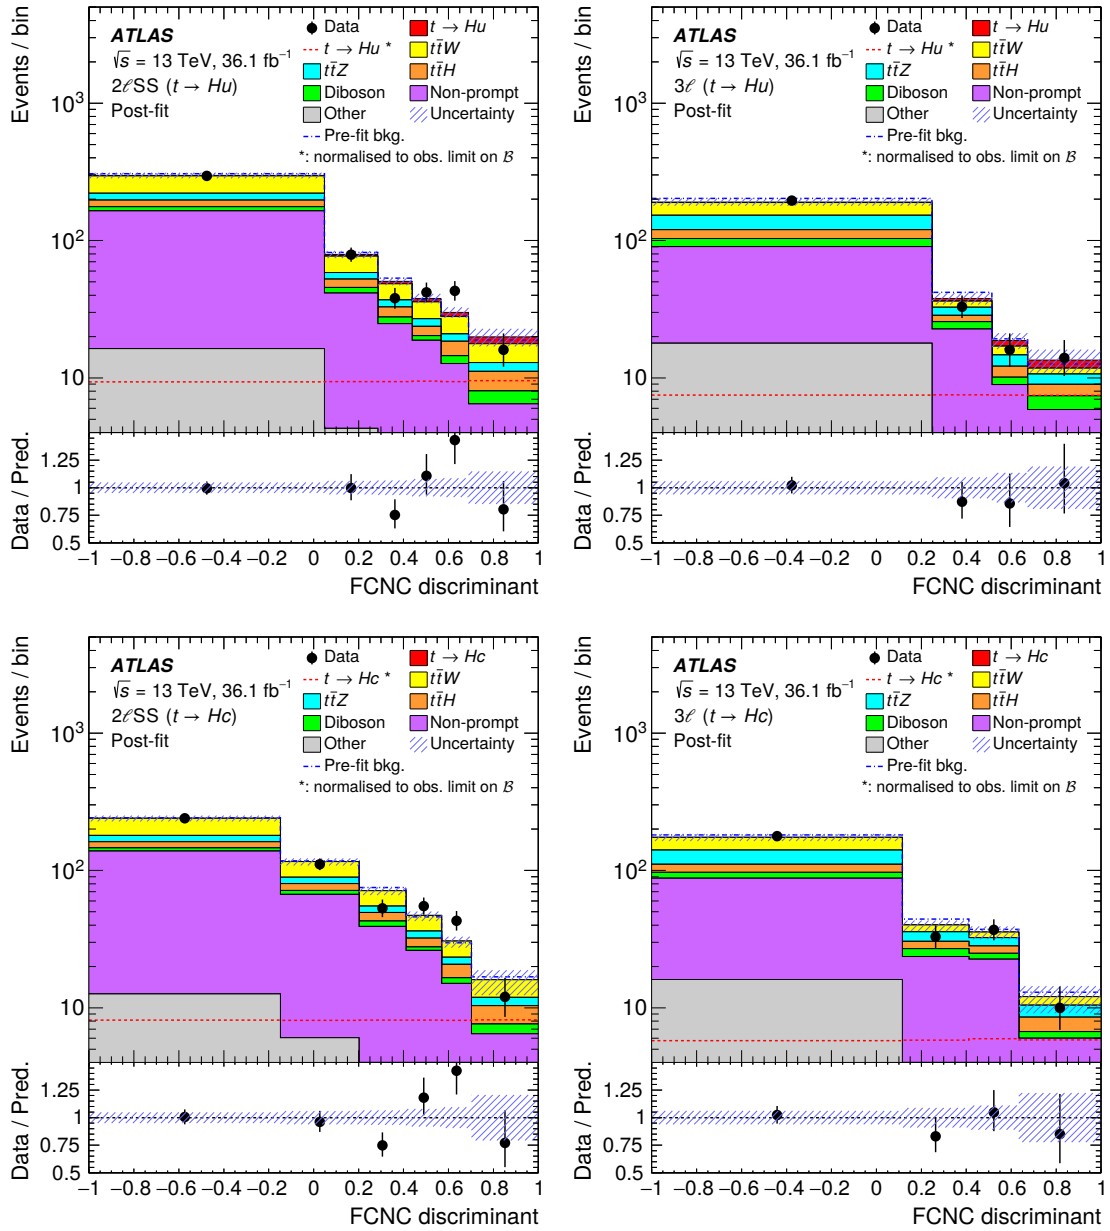 Events / bin
10³
10²
10
ATLAS
√s = 13 TeV, 36.1 fb⁻¹
2ℓSS (t → Hu)
Post-fit
Data
t → Hu
t → Hu *
tt̄W
tt̄Z
tt̄H
Diboson
Non-prompt
Other
Uncertainty
Pre-fit bkg.
*: normalised to obs. limit on ℬ
Data / Pred.
1.25
1
0.75
0.5
−1 −0.8 −0.6 −0.4 −0.2 0 0.2 0.4 0.6 0.8 1
FCNC discriminant
Events / bin
10³
10²
10
ATLAS
√s = 13 TeV, 36.1 fb⁻¹
3ℓ (t → Hu)
Post-fit
Data
t → Hu
t → Hu *
tt̄W
tt̄Z
tt̄H
Diboson
Non-prompt
Other
Uncertainty
Pre-fit bkg.
*: normalised to obs. limit on ℬ
Data / Pred.
1.25
1
0.75
0.5
−1 −0.8 −0.6 −0.4 −0.2 0 0.2 0.4 0.6 0.8 1
FCNC discriminant
Events / bin
10³
10²
10
ATLAS
√s = 13 TeV, 36.1 fb⁻¹
2ℓSS (t → Hc)
Post-fit
Data
t → Hc
t → Hc *
tt̄W
tt̄Z
tt̄H
Diboson
Non-prompt
Other
Uncertainty
Pre-fit bkg.
*: normalised to obs. limit on ℬ
Data / Pred.
1.25
1
0.75
0.5
−1 −0.8 −0.6 −0.4 −0.2 0 0.2 0.4 0.6 0.8 1
FCNC discriminant
Events / bin
10³
10²
10
ATLAS
√s = 13 TeV, 36.1 fb⁻¹
3ℓ (t → Hc)
Post-fit
Data
t → Hc
t → Hc *
tt̄W
tt̄Z
tt̄H
Diboson
Non-prompt
Other
Uncertainty
Pre-fit bkg.
*: normalised to obs. limit on ℬ
Data / Pred.
1.25
1
0.75
0.5
−1 −0.8 −0.6 −0.4 −0.2 0 0.2 0.4 0.6 0.8 1
FCNC discriminant